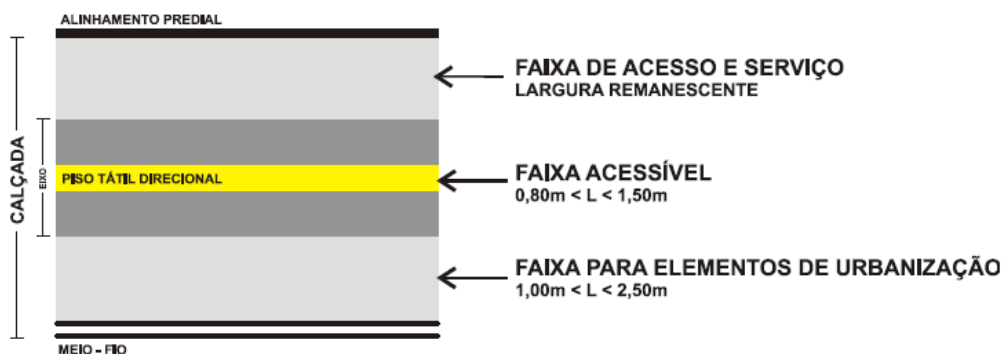 ALINHAMENTO PREDIAL
FAIXA DE ACESSO E SERVIÇO
LARGURA REMANESCENTE
CALÇADA
EIXO
PISO TÁTIL DIRECIONAL
FAIXA ACESSÍVEL
0,80m < L < 1,50m
FAIXA PARA ELEMENTOS DE URBANIZAÇÃO
1,00m < L < 2,50m
MEIO - FIO